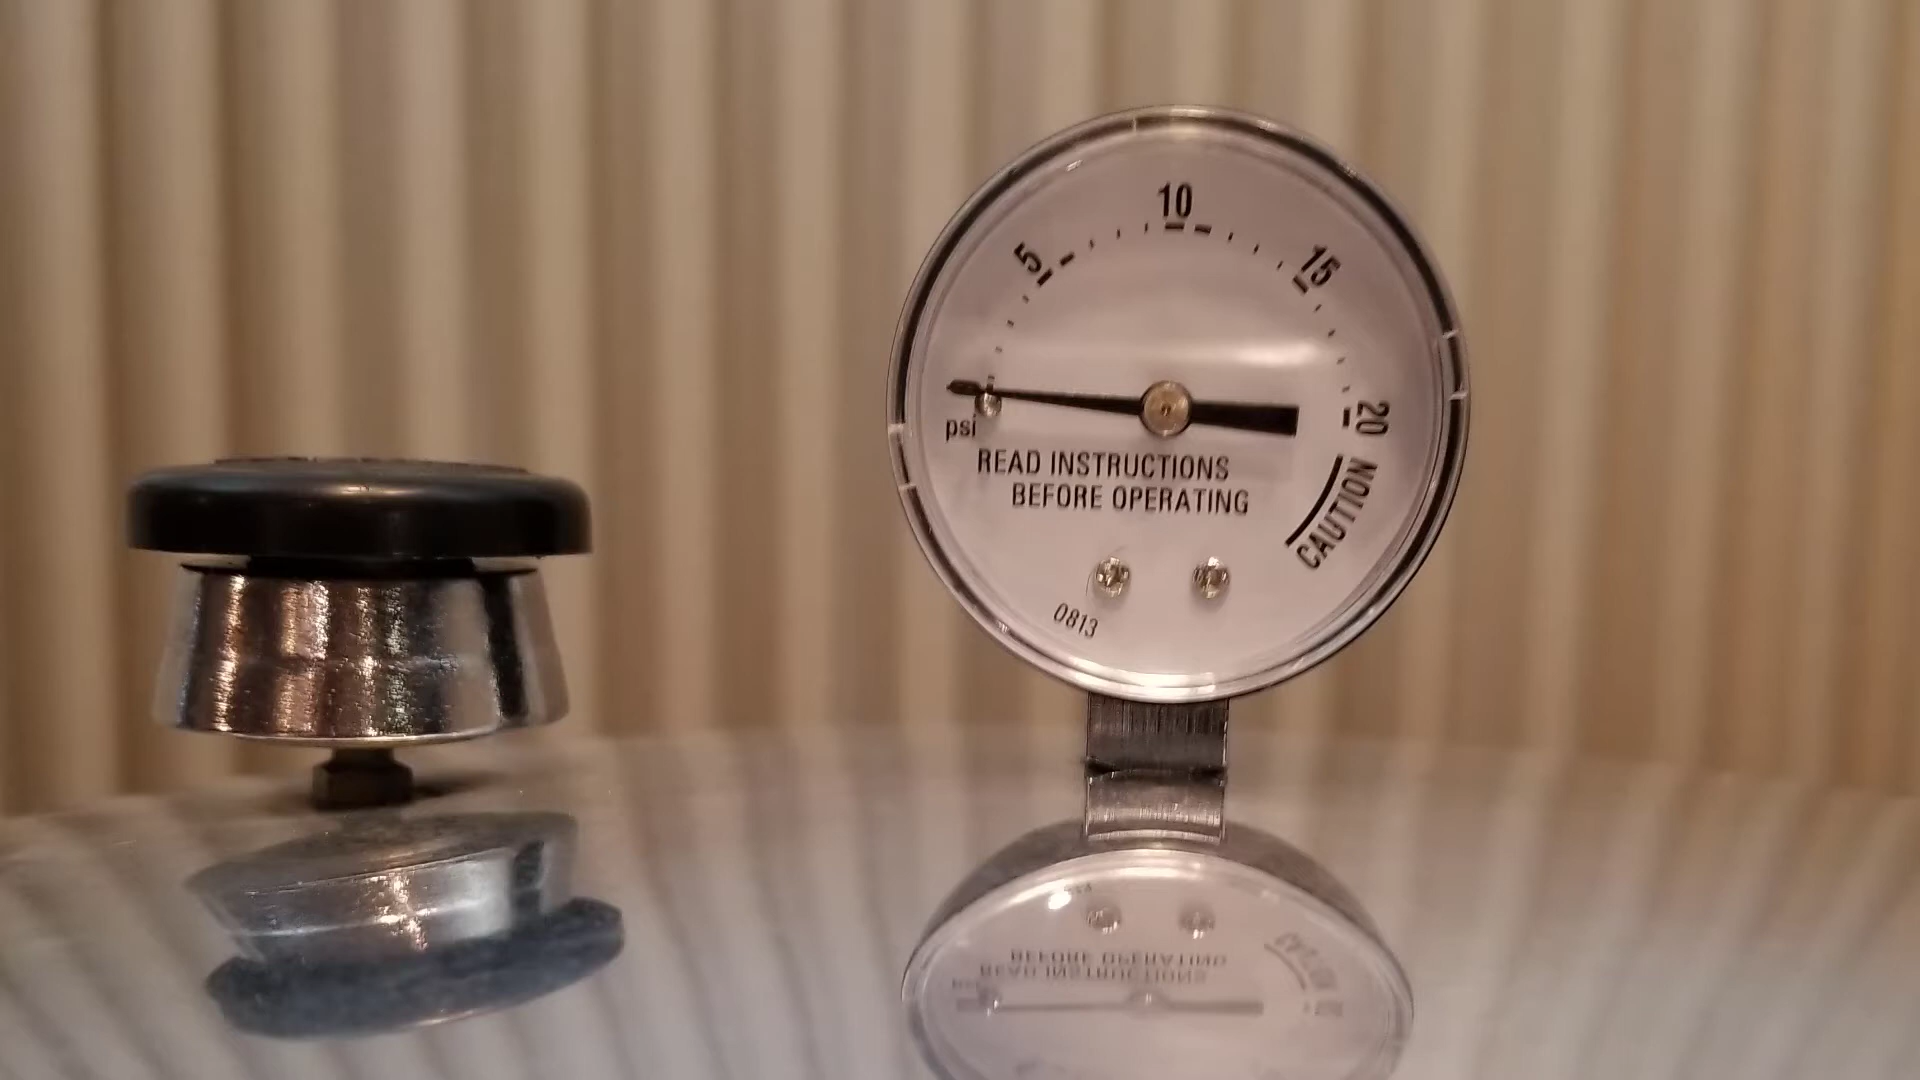 10
5
15
20
psi
READ INSTRUCTIONS
BEFORE OPERATING
CAUTION
0813